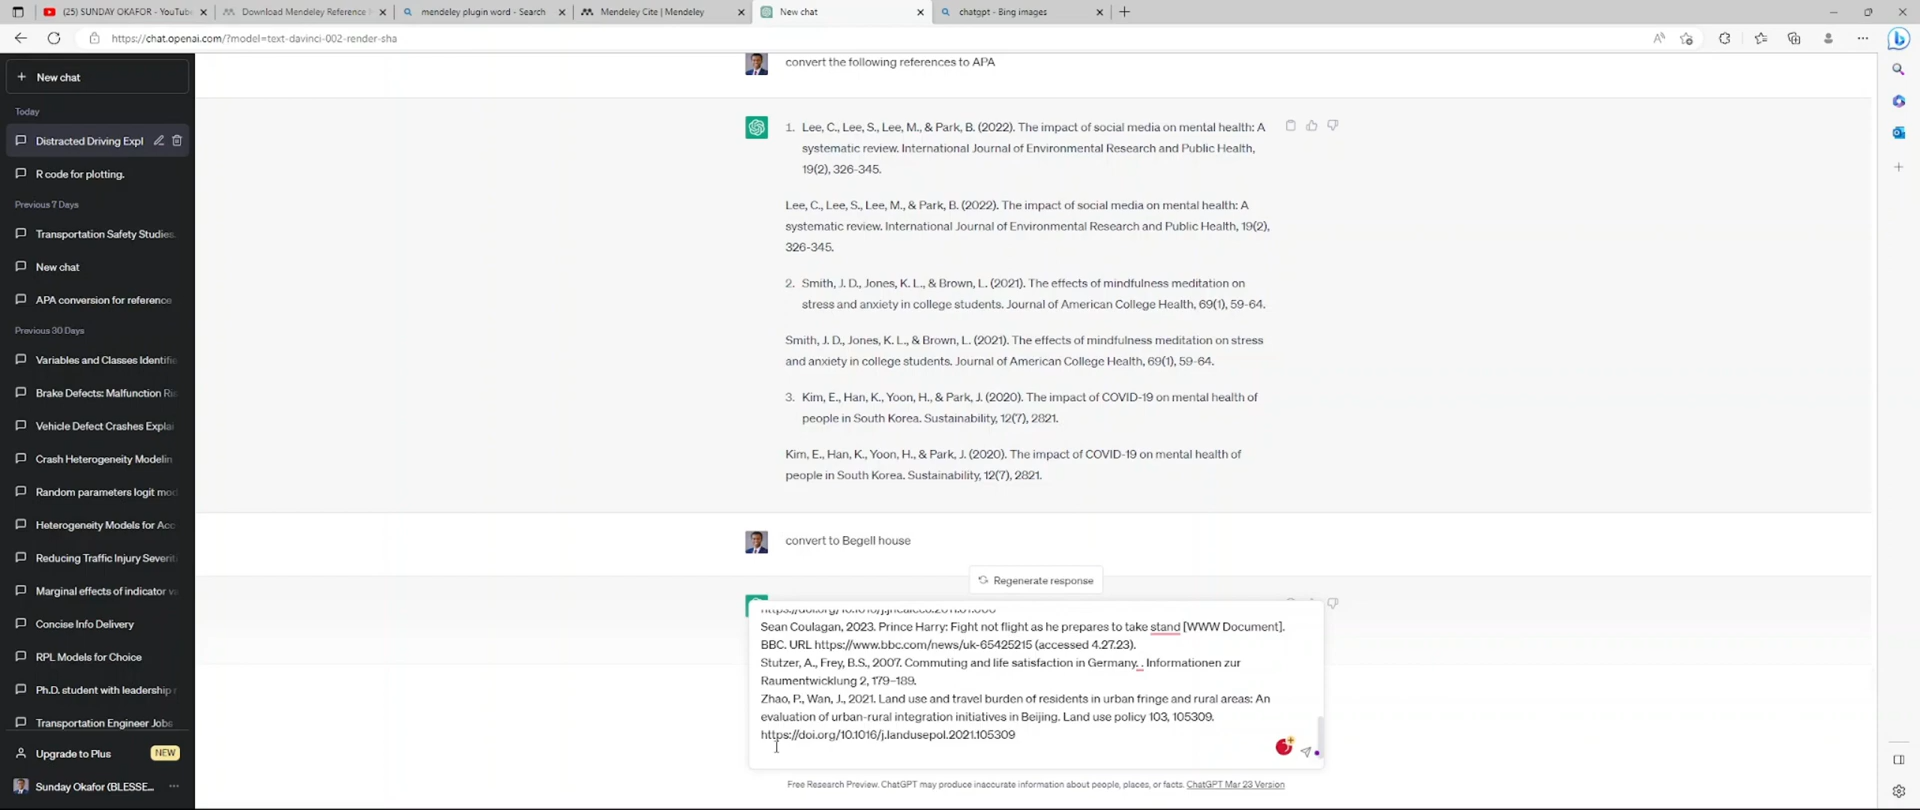 (25) SUNDAY OKAFOR - YouTube
Download Mendeley Reference
mendeley plugin word - Search
Mendeley Cite | Mendeley
New chat
chatgpt - Bing images
https://chat.openai.com/?model=text-davinci-002-render-sha
New chat
Today
Distracted Driving Expl
R code for plotting.
Previous 7 Days
Transportation Safety Studies.
New chat
APA conversion for reference
Previous 30 Days
Variables and Classes Identifi
Brake Defects: Malfunction Ri
Vehicle Defect Crashes Explai
Crash Heterogeneity Modelin
Random parameters logit mod
Heterogeneity Models for Acc
Reducing Traffic Injury Severit
Marginal effects of indicator v
Concise Info Delivery
RPL Models for Choice
Ph.D. student with leadership
Transportation Engineer Jobs
Upgrade to Plus NEW
Sunday Okafor (BLESSE...
convert the following references to APA
1. Lee, C., Lee, S., Lee, M., & Park, B. (2022). The impact of social media on mental health: A
systematic review. International Journal of Environmental Research and Public Health,
19(2), 326-345.
Lee, C., Lee, S., Lee, M., & Park, B. (2022). The impact of social media on mental health: A
systematic review. International Journal of Environmental Research and Public Health, 19(2),
326-345.
2. Smith, J. D., Jones, K. L., & Brown, L. (2021). The effects of mindfulness meditation on
stress and anxiety in college students. Journal of American College Health, 69(1), 59-64.
Smith, J. D., Jones, K. L., & Brown, L. (2021). The effects of mindfulness meditation on stress
and anxiety in college students. Journal of American College Health, 69(1), 59-64.
3. Kim, E., Han, K., Yoon, H., & Park, J. (2020). The impact of COVID-19 on mental health of
people in South Korea. Sustainability, 12(7), 2821.
Kim, E., Han, K., Yoon, H., & Park, J. (2020). The impact of COVID-19 on mental health of
people in South Korea. Sustainability, 12(7), 2821.
convert to Begell house
Regenerate response
Sean Coulagan, 2023. Prince Harry: Fight not flight as he prepares to take stand [WWW Document].
BBC. URL https://www.bbc.com/news/uk-65425215 (accessed 4.27.23).
Stutzer, A., Frey, B.S., 2007. Commuting and life satisfaction in Germany. . Informationen zur
Raumentwicklung 2, 179–189.
Zhao, P., Wan, J., 2021. Land use and travel burden of residents in urban fringe and rural areas: An
evaluation of urban-rural integration initiatives in Beijing. Land use policy 103, 105309.
https://doi.org/10.1016/j.landusepol.2021.105309
Free Research Preview. ChatGPT may produce inaccurate information about people, places, or facts. ChatGPT Mar 23 Version